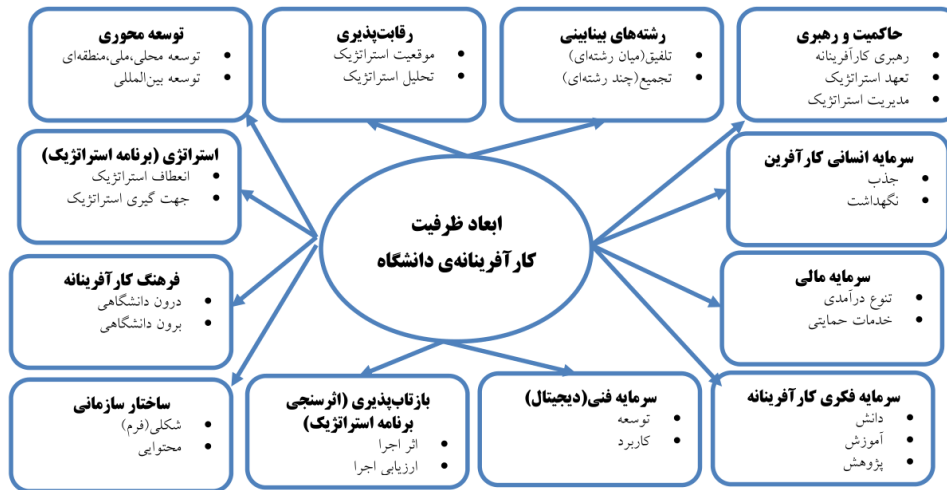 حاکمیت و رهبری
رهبری کارآفرینانه
تعهد استراتژیک
مدیریت استراتژیک
رشته‌های بینابینی
تلفیق(میان رشته‌ای)
تجمیع(چند رشته‌ای)
رقابت‌پذیری
موقعیت استراتژیک
تحلیل استراتژیک
توسعه محوری
توسعه محلی،ملی،منطقه‌ای
توسعه بین‌المللی
سرمایه انسانی کارآفرین
جذب
نگهداشت
ابعاد ظرفیت
کارآفرینانه‌ی دانشگاه
استراتژی (برنامه استراتژیک)
انعطاف استراتژیک
جهت گیری استراتژیک
سرمایه مالی
تنوع درآمدی
خدمات حمایتی
فرهنگ کارآفرینانه
درون دانشگاهی
برون دانشگاهی
سرمایه فکری کارآفرینانه
دانش
آموزش
پژوهش
سرمایه فنی(دیجیتال)
توسعه
کاربرد
بازتاب‌پذیری (اثرسنجی
برنامه استراتژیک)
اثر اجرا
ارزیابی اجرا
ساختار سازمانی
شکلی(فرم)
محتوایی